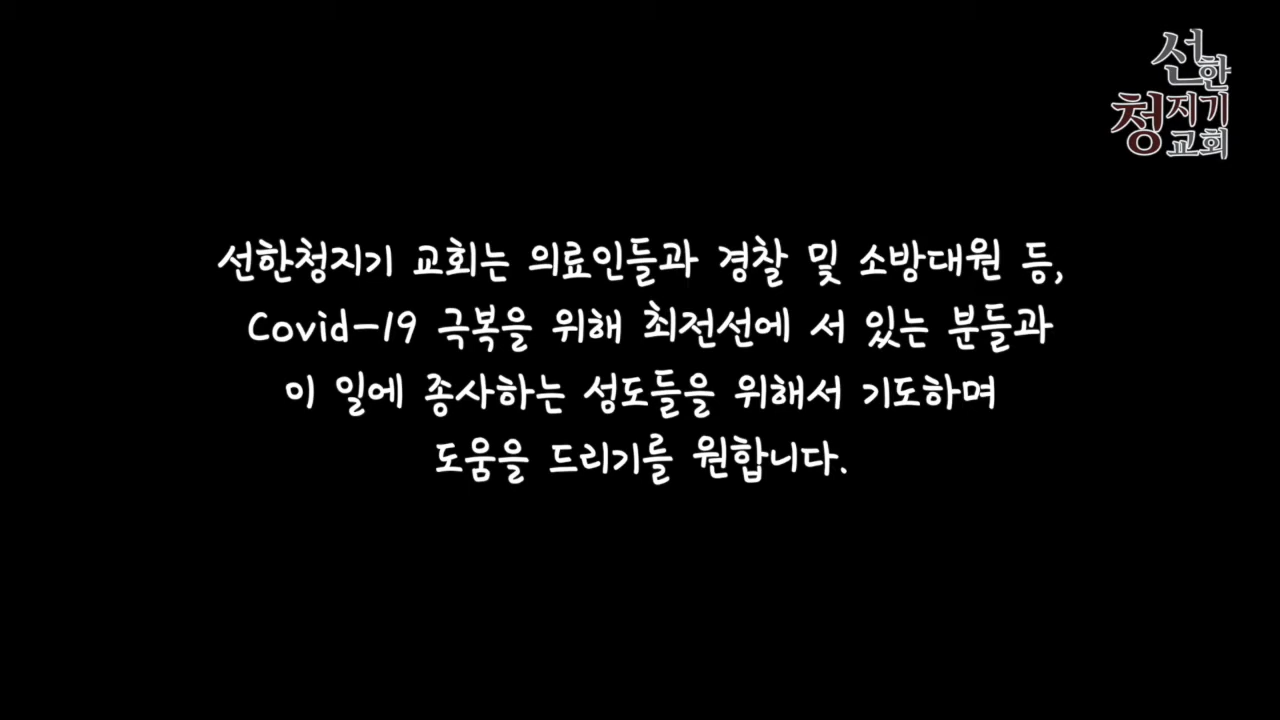 선한
청지기
교회
선한청지기 교회는 의료인들과 경찰 및 소방대원 등,
Covid-19 극복을 위해 최전선에 서 있는 분들과
이 일에 종사하는 성도들을 위해서 기도하며
도움을 드리기를 원합니다.